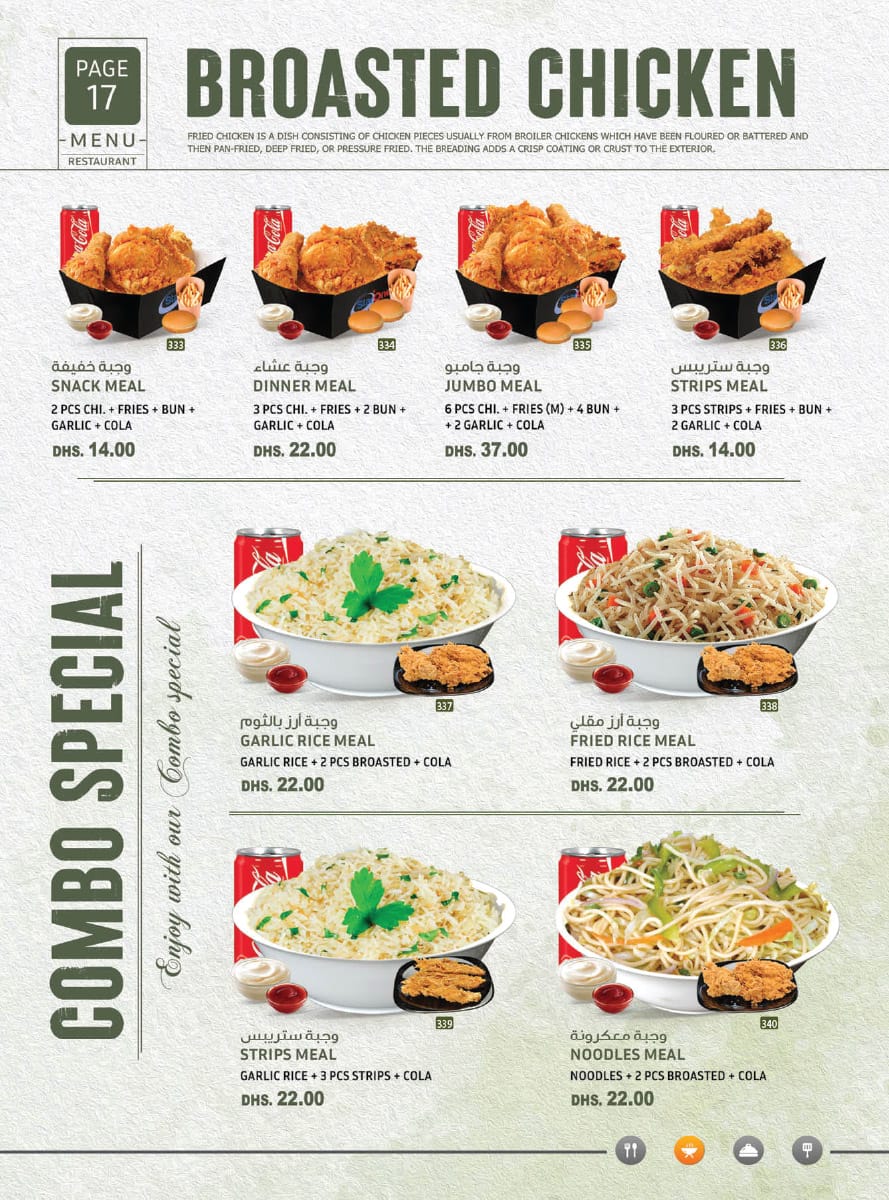 PAGE
17
MENU
RESTAURANT
BROASTED CHICKEN
FRIED CHICKEN IS A DISH CONSISTING OF CHICKEN PIECES USUALLY FROM BROILER CHICKENS WHICH HAVE BEEN FLOURED OR BATTERED AND
THEN PAN-FRIED, DEEP FRIED, OR PRESSURE FRIED. THE BREADING ADDS A CRISP COATING OR CRUST TO THE EXTERIOR.
333
وجبة خفيفة
SNACK MEAL
2 PCS CHI. + FRIES + BUN +
GARLIC + COLA
DHS. 14.00
334
وجبة عشاء
DINNER MEAL
3 PCS CHI. + FRIES + 2 BUN +
GARLIC + COLA
DHS. 22.00
335
وجبة جامبو
JUMBO MEAL
6 PCS CHI. + FRIES (M) + 4 BUN +
+ 2 GARLIC + COLA
DHS. 37.00
336
وجبة ستريبس
STRIPS MEAL
3 PCS STRIPS + FRIES + BUN +
2 GARLIC + COLA
DHS. 14.00
COMBO SPECIAL
Enjoy with our Combo special
337
وجبة أرز بالثوم
GARLIC RICE MEAL
GARLIC RICE + 2 PCS BROASTED + COLA
DHS. 22.00
338
وجبة أرز مقلي
FRIED RICE MEAL
FRIED RICE + 2 PCS BROASTED + COLA
DHS. 22.00
339
وجبة ستريبس
STRIPS MEAL
GARLIC RICE + 3 PCS STRIPS + COLA
DHS. 22.00
340
وجبة معكرونة
NOODLES MEAL
NOODLES + 2 PCS BROASTED + COLA
DHS. 22.00